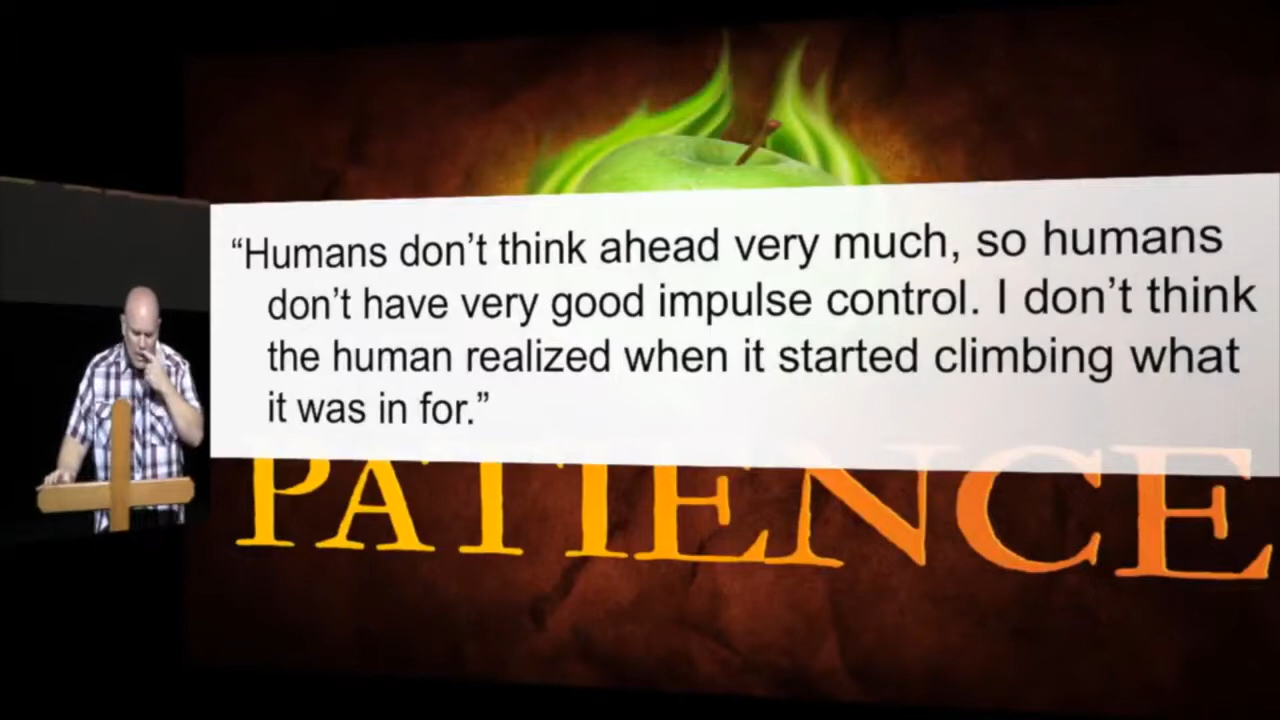 “Humans don’t think ahead very much, so humans
don’t have very good impulse control. I don’t think
the human realized when it started climbing what
it was in for.”
PATIENCE